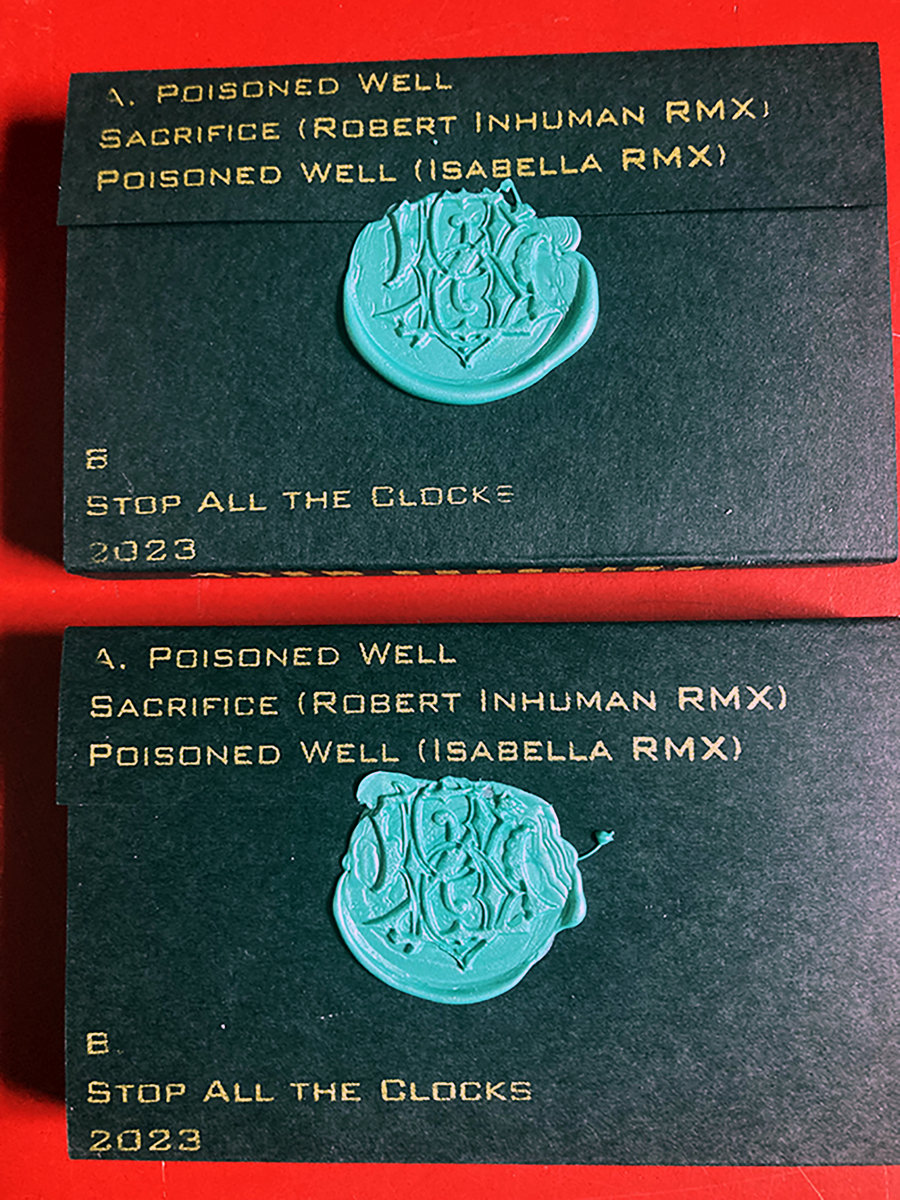 A. Poisoned Well
Sacrifice (Robert Inhuman RMX)
Poisoned Well (Isabella RMX)
B
Stop All the Clocks
2023
A. Poisoned Well
Sacrifice (Robert Inhuman RMX)
Poisoned Well (Isabella RMX)
B
Stop All the Clocks
2023